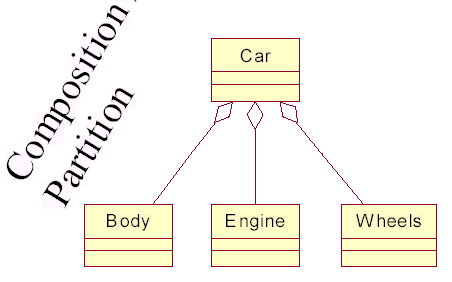 Composition
Partition
Car
Body
Engine
Wheels